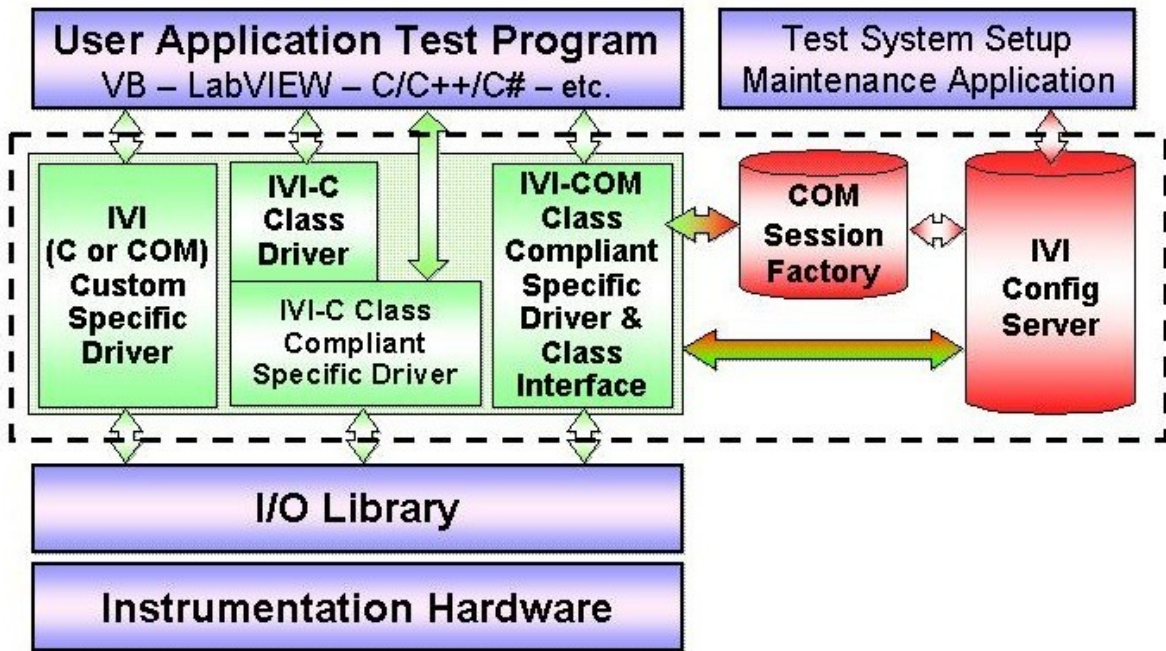 User Application Test Program
VB – LabVIEW – C/C++/C# – etc.
Test System Setup
Maintenance Application
IVI
(C or COM)
Custom
Specific
Driver
IVI-C
Class
Driver
IVI-C Class
Compliant
Specific Driver
IVI-COM
Class
Compliant
Specific
Driver &
Class
Interface
COM
Session
Factory
IVI
Config
Server
I/O Library
Instrumentation Hardware